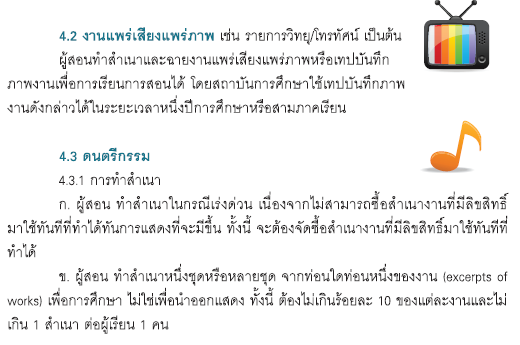 4.2 งานแพร่เสียงแพร่ภาพ เช่น รายการวิทยุ/โทรทัศน์ เป็นต้น
ผู้สอนทำสำเนาและฉายงานแพร่เสียงแพร่ภาพหรือเทปบันทึก
ภาพงานเพื่อการเรียนการสอนได้ โดยสถาบันการศึกษาใช้เทปบันทึกภาพ
งานดังกล่าวได้ในระยะเวลาหนึ่งปีการศึกษาหรือสามภาคเรียน
4.3 ดนตรีกรรม
4.3.1 การทำสำเนา
ก. ผู้สอน ทำสำเนาในกรณีเร่งด่วน เนื่องจากไม่สามารถซื้อสำเนางานที่มีลิขสิทธิ์
มาใช้ทันทีที่ทำได้ทันการแสดงที่จะมีขึ้น ทั้งนี้ จะต้องจัดซื้อสำเนางานที่มีลิขสิทธิ์มาใช้ทันทีที่
ทำได้
ข. ผู้สอน ทำสำเนาหนึ่งชุดหรือหลายชุด จากท่อนใดท่อนหนึ่งของงาน (excerpts of
works) เพื่อการศึกษา ไม่ใช่เพื่อนำออกแสดง ทั้งนี้ ต้องไม่เกินร้อยละ 10 ของแต่ละงานและไม่
เกิน 1 สำเนา ต่อผู้เรียน 1 คน